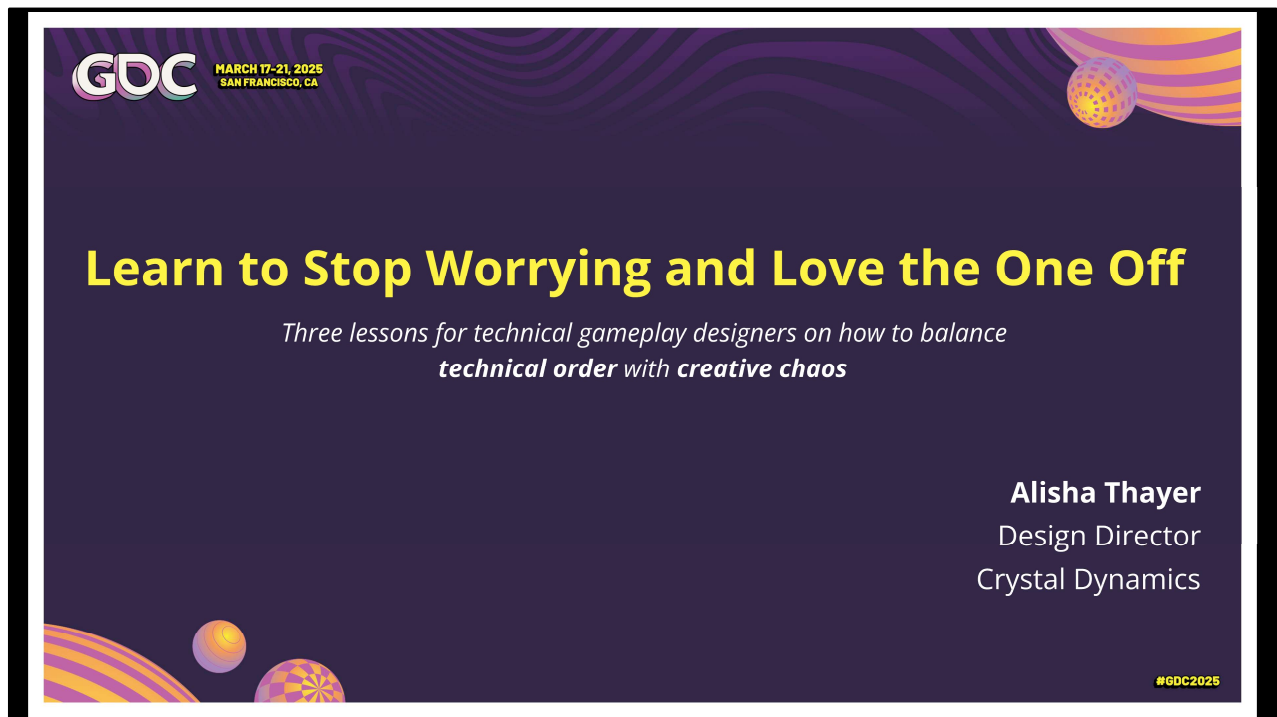 GDC
MARCH 17-21, 2025
SAN FRANCISCO, CA
Learn to Stop Worrying and Love the One Off
Three lessons for technical gameplay designers on how to balance
technical order with creative chaos
Alisha Thayer
Design Director
Crystal Dynamics
#GDC2025